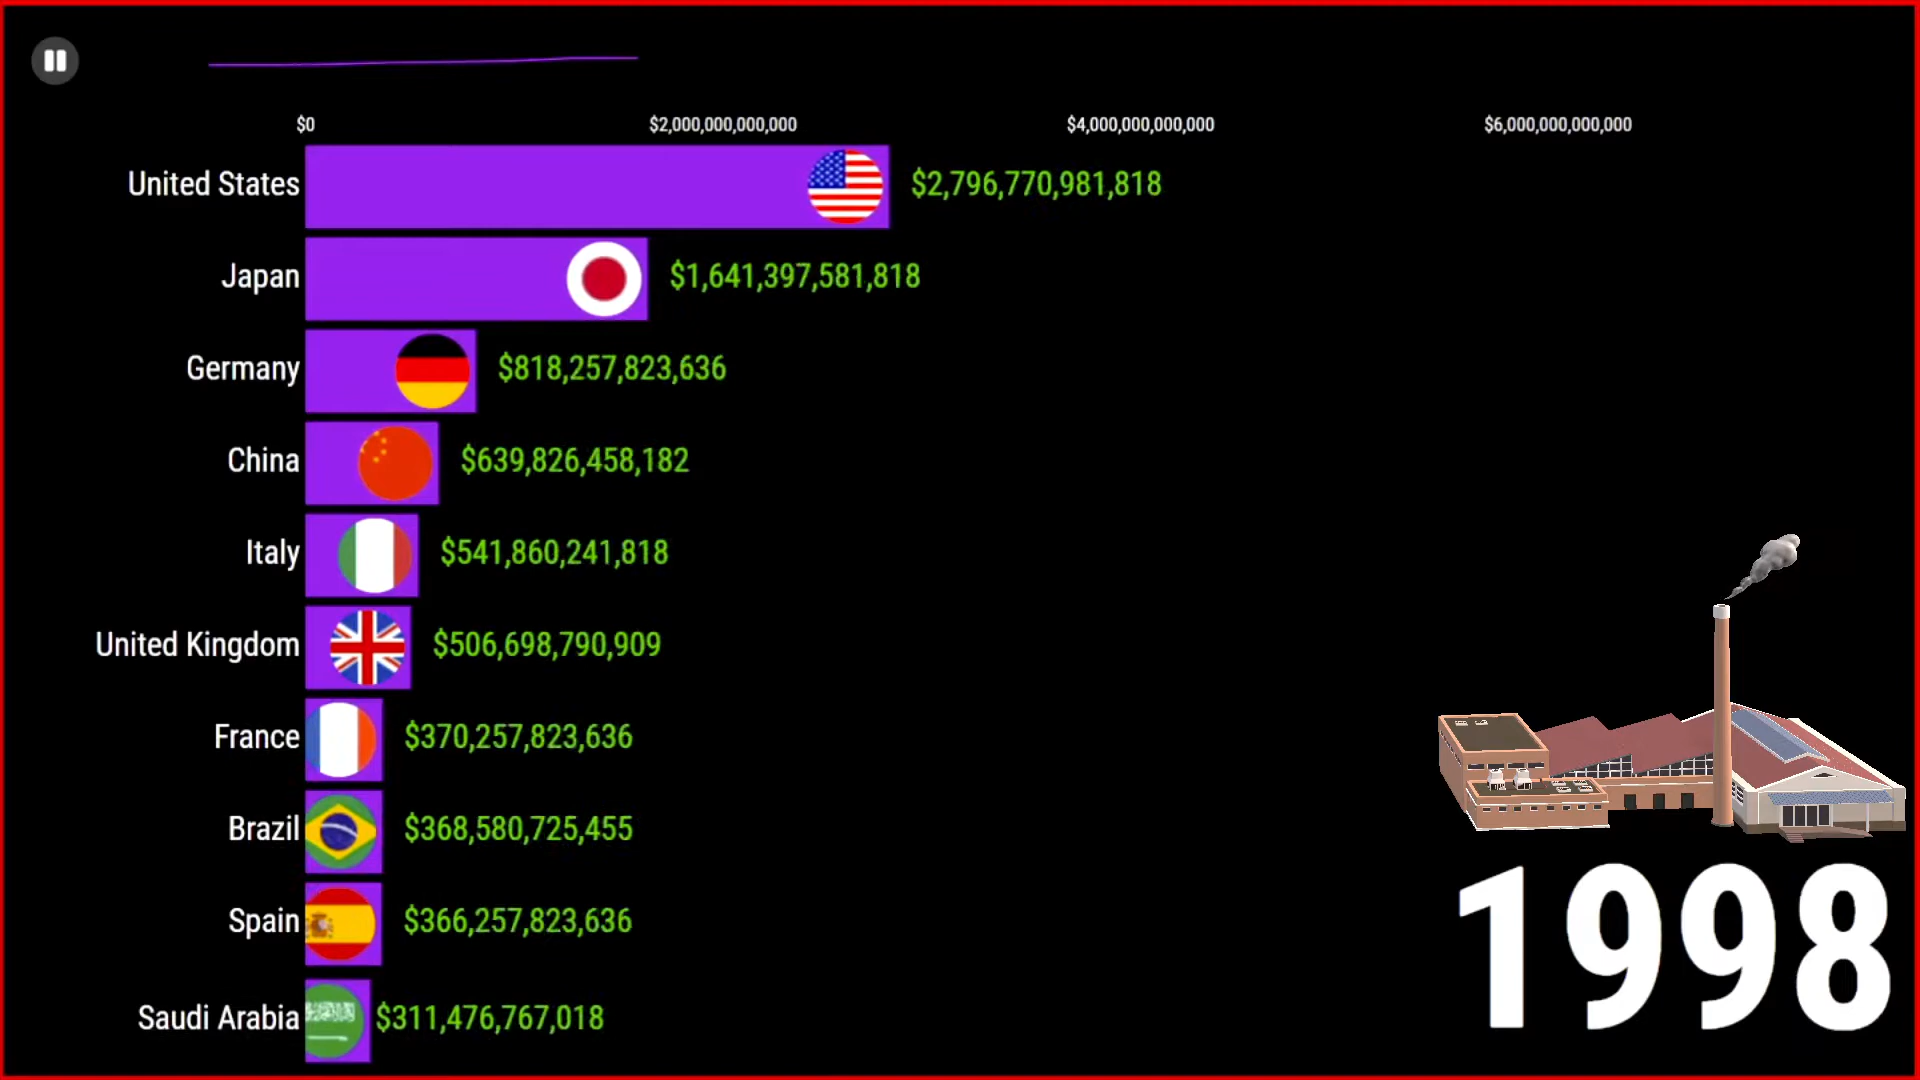 $0 $2,000,000,000,000 $4,000,000,000,000 $6,000,000,000,000
United States $2,796,770,981,818
Japan $1,641,397,581,818
Germany $818,257,823,636
China $639,826,458,182
Italy $541,860,241,818
United Kingdom $506,698,790,909
France $370,257,823,636
Brazil $368,580,725,455
Spain $366,257,823,636
Saudi Arabia $311,476,767,018
1998